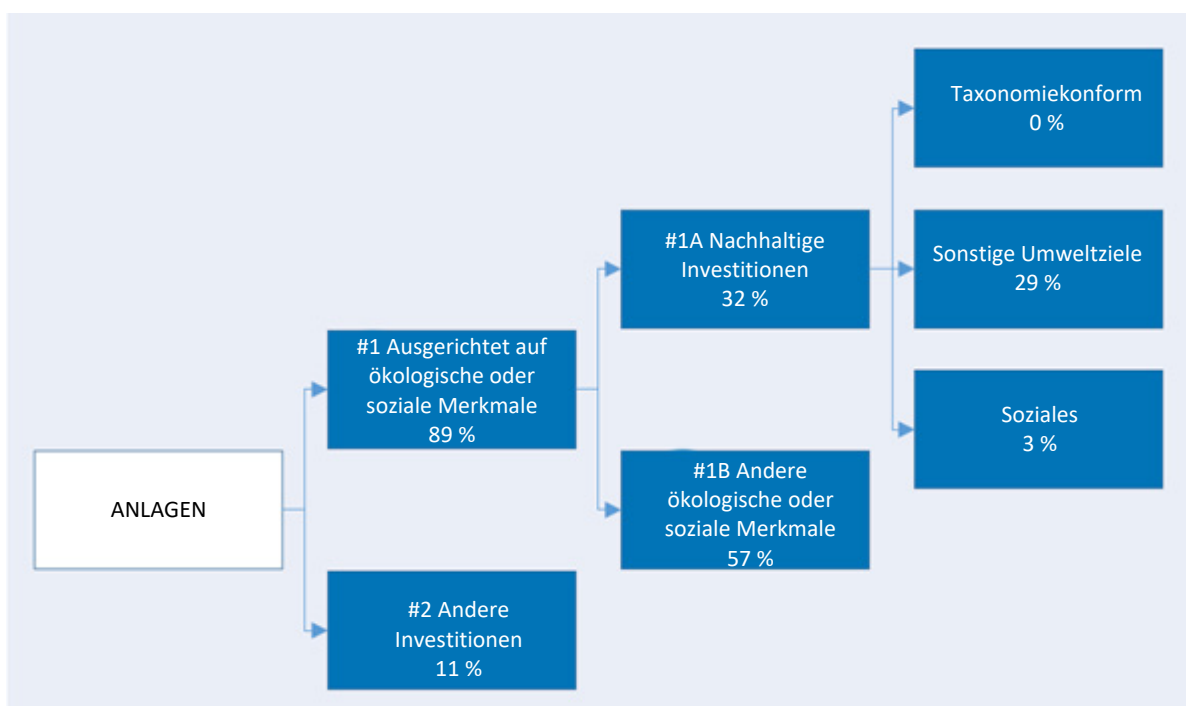 Taxonomiekonform
0 %
#1A Nachhaltige
Investitionen
32 %
Sonstige Umweltziele
29 %
#1 Ausgerichtet auf
ökologische oder
soziale Merkmale
89 %
Soziales
3 %
#1B Andere
ökologische oder
soziale Merkmale
57 %
ANLAGEN
#2 Andere
Investitionen
11 %